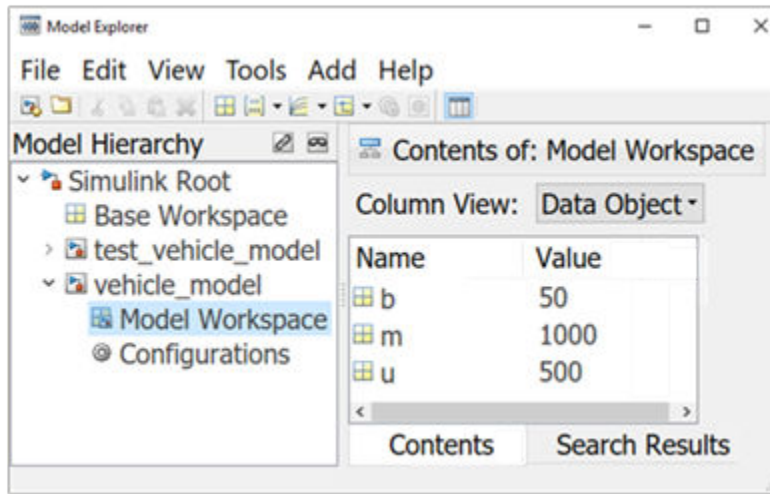 Model Explorer
File Edit View Tools Add Help
Model Hierarchy
Simulink Root
Base Workspace
test_vehicle_model
vehicle_model
Model Workspace
Configurations
Contents of: Model Workspace
Column View: Data Object
Name Value
b 50
m 1000
u 500
Contents Search Results